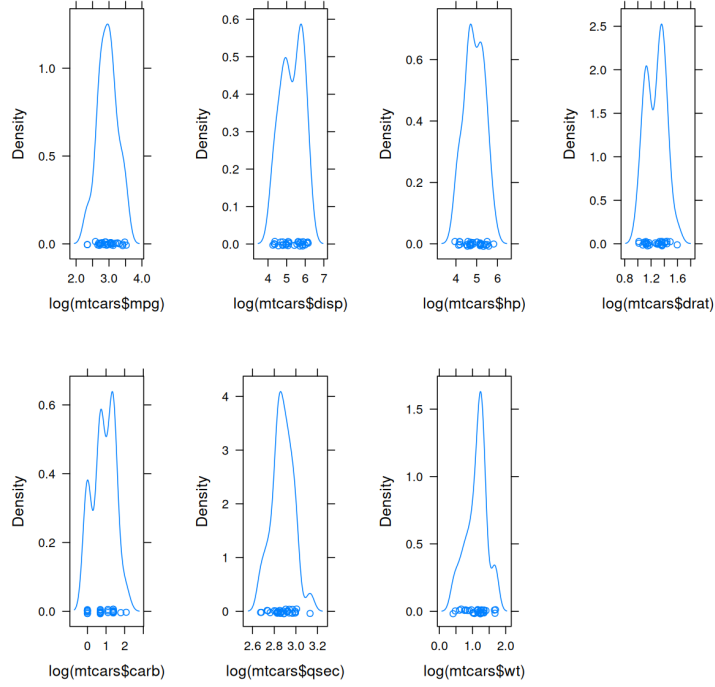 Density
1.0
0.5
0.0
2.0 3.0 4.0
log(mtcars$mpg)
Density
0.6
0.5
0.4
0.3
0.2
0.1
0.0
4 5 6 7
log(mtcars$disp)
Density
0.6
0.4
0.2
0.0
4 5 6
log(mtcars$hp)
Density
2.5
2.0
1.5
1.0
0.5
0.0
0.8 1.2 1.6
log(mtcars$drat)
Density
0.6
0.4
0.2
0.0
0 1 2
log(mtcars$carb)
Density
4
3
2
1
0
2.6 2.8 3.0 3.2
log(mtcars$qsec)
Density
1.5
1.0
0.5
0.0
0.0 1.0 2.0
log(mtcars$wt)